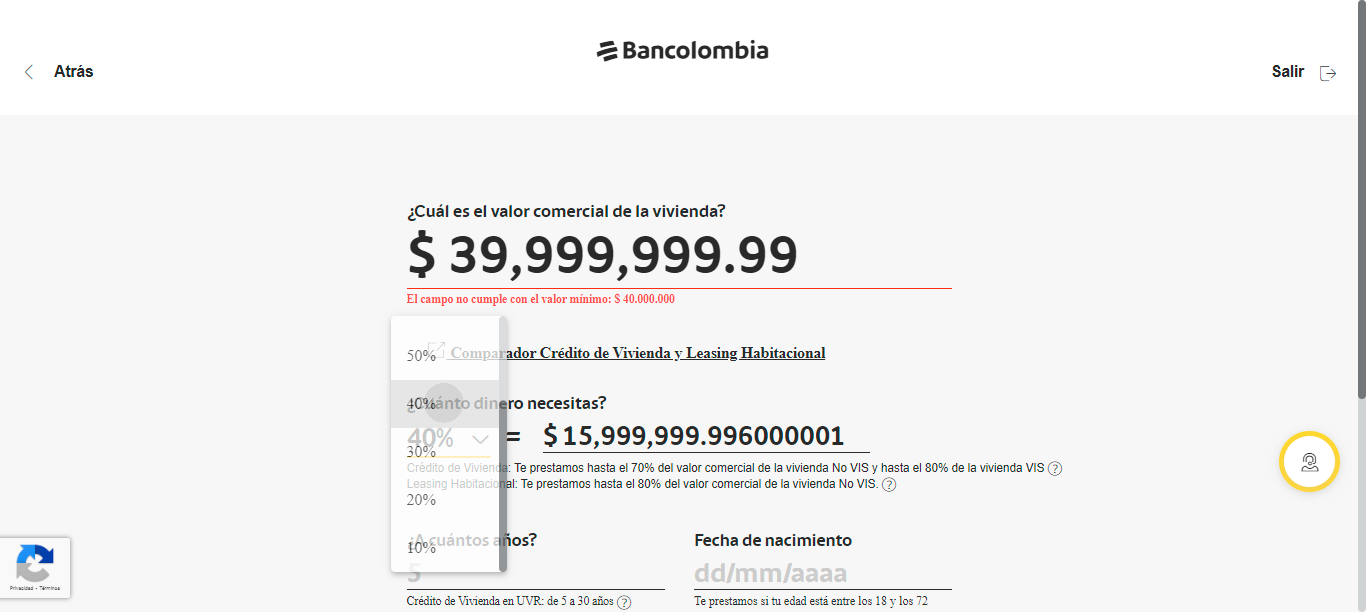 Bancolombia
Atrás
Salir
¿Cuál es el valor comercial de la vivienda?
$ 39,999,999.99
El campo no cumple con el valor mínimo: $ 40.000.000
50%
Comparador Crédito de Vivienda y Leasing Habitacional
40%
¿Cuánto dinero necesitas?
40% = $ 15,999,999.996000001
30%
Crédito de Vivienda: Te prestamos hasta el 70% del valor comercial de la vivienda No VIS y hasta el 80% de la vivienda VIS ?
Leasing Habitacional: Te prestamos hasta el 80% del valor comercial de la vivienda No VIS. ?
20%
10%
¿A cuántos años?
Fecha de nacimiento
5
dd/mm/aaaa
Crédito de Vivienda en UVR: de 5 a 30 años ?
Te prestamos si tu edad está entre los 18 y los 72
Privacidad - Términos